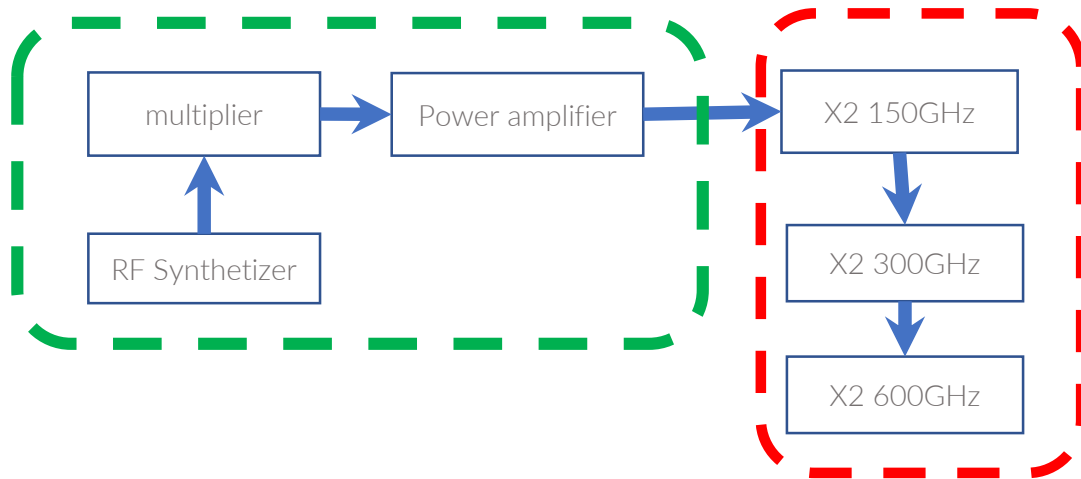 multiplier
Power amplifier
X2 150GHz
RF Synthetizer
X2 300GHz
X2 600GHz